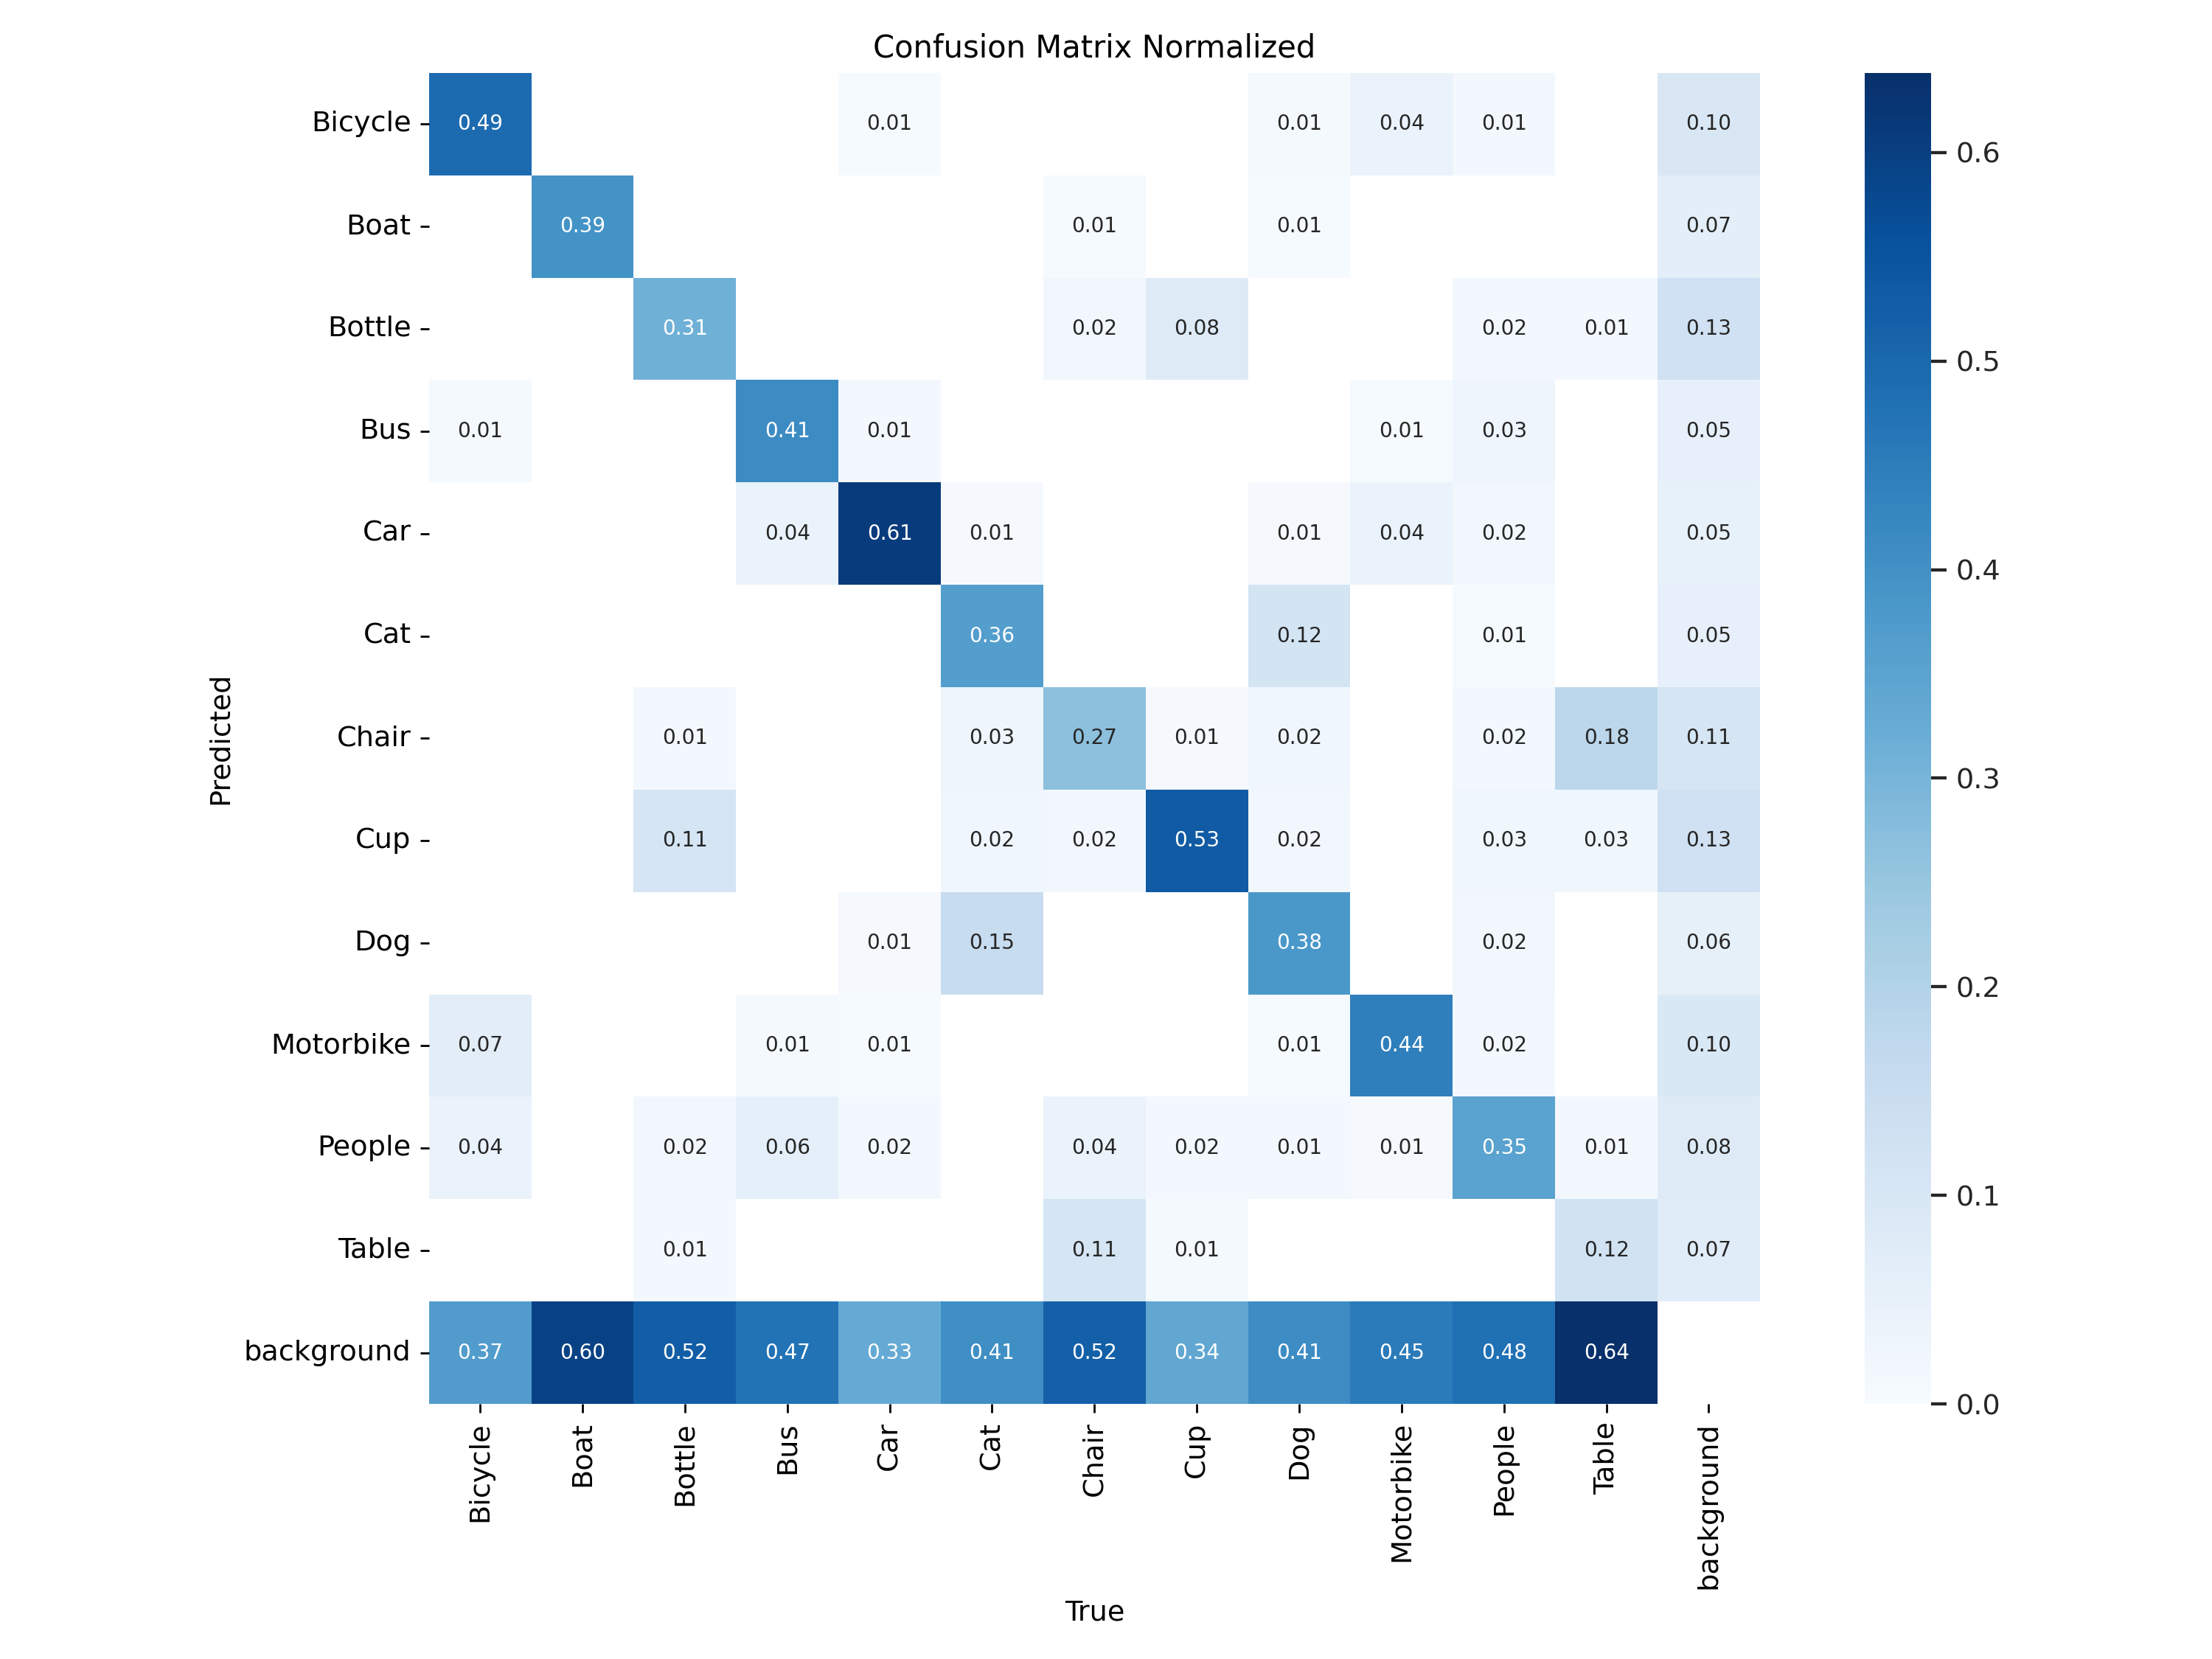 Confusion Matrix Normalized
Bicycle 0.49 0.01 0.01 0.04 0.01 0.10
Boat 0.39 0.01 0.01 0.07
Bottle 0.31 0.02 0.08 0.02 0.01 0.13
Bus 0.01 0.41 0.01 0.01 0.03 0.05
Car 0.04 0.61 0.01 0.01 0.04 0.02 0.05
Cat 0.36 0.12 0.01 0.05
Chair 0.01 0.03 0.27 0.01 0.02 0.02 0.18 0.11
Cup 0.11 0.02 0.02 0.53 0.02 0.03 0.03 0.13
Dog 0.01 0.15 0.38 0.02 0.06
Motorbike 0.07 0.01 0.01 0.01 0.44 0.02 0.10
People 0.04 0.02 0.06 0.02 0.04 0.02 0.01 0.01 0.35 0.01 0.08
Table 0.01 0.11 0.01 0.12 0.07
background 0.37 0.60 0.52 0.47 0.33 0.41 0.52 0.34 0.41 0.45 0.48 0.64
Predicted
Bicycle Boat Bottle Bus Car Cat Chair Cup Dog Motorbike People Table background
True
0.6
0.5
0.4
0.3
0.2
0.1
0.0